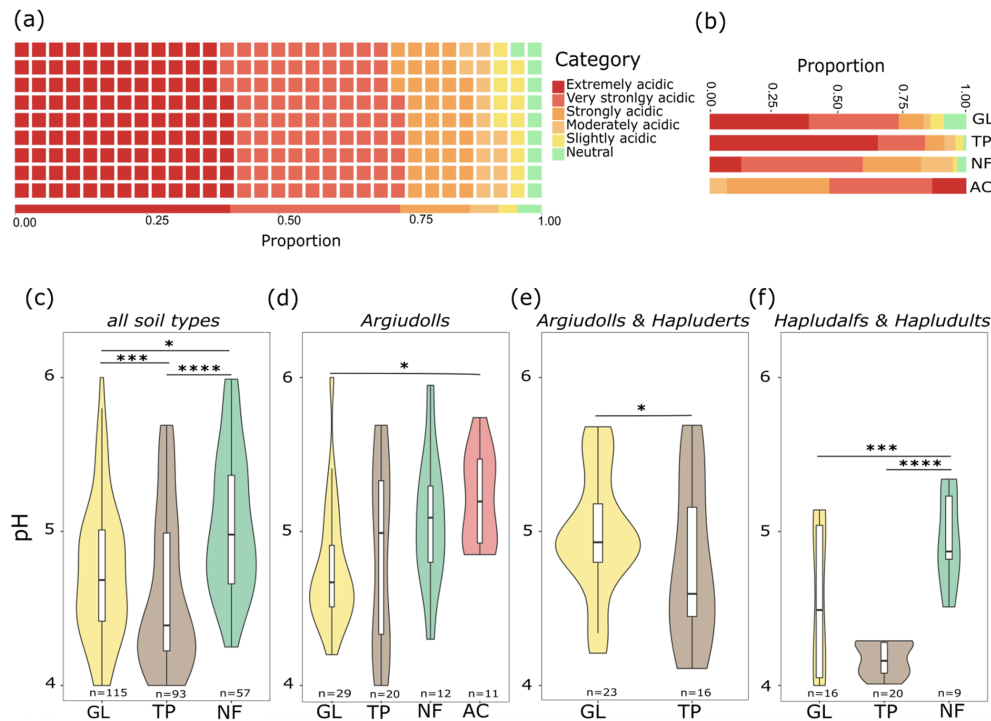 (a)
Category
Extremely acidic
Very stronlgy acidic
Strongly acidic
Moderately acidic
Slightly acidic
Neutral
0.00 0.25 0.50 0.75 1.00
Proportion
(b)
Proportion
0.00 0.25 0.50 0.75 1.00
GL
TP
NF
AC
(c)
all soil types
* 
*** ****
pH
6
5
4
n=115 n=93 n=57
GL TP NF
(d)
Argiudolls
*
6
5
4
n=29 n=20 n=12 n=11
GL TP NF AC
(e)
Argiudolls & Hapluderts
*
6
5
4
n=23 n=16
GL TP
(f)
Hapludalfs & Hapludults
***
****
6
5
4
n=16 n=20 n=9
GL TP NF